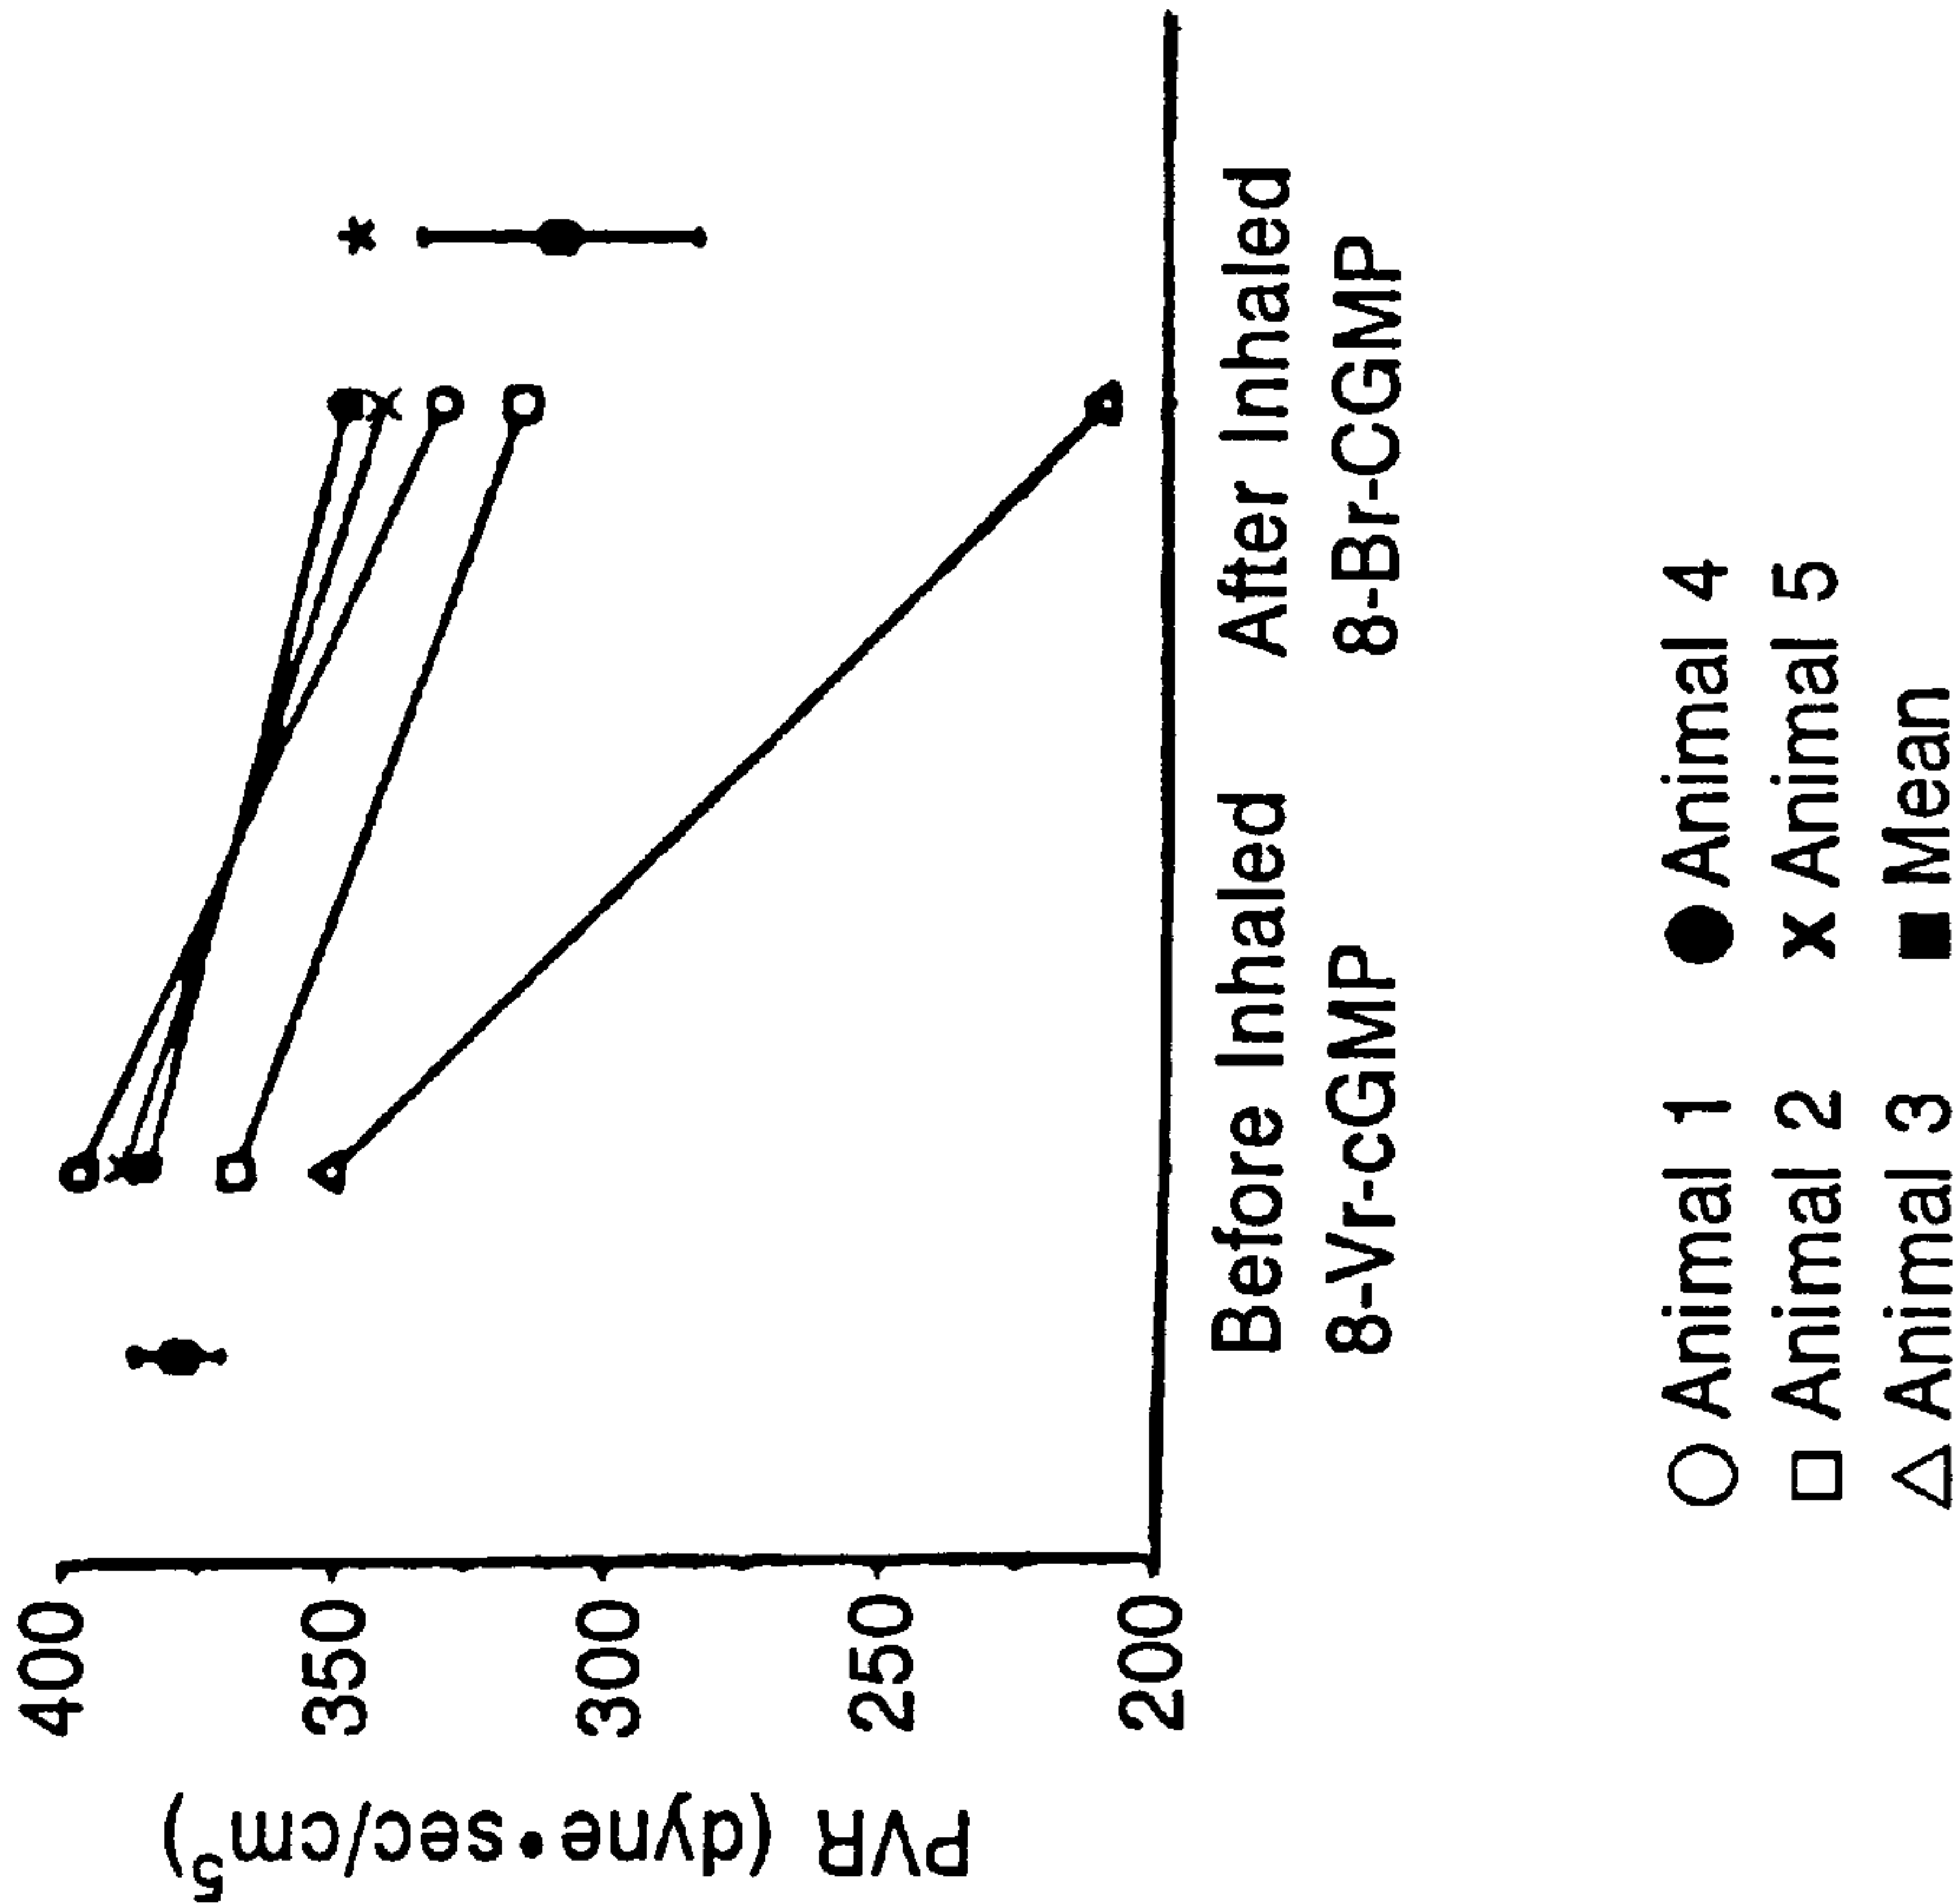 PVR (dyne•sec/cm5)
400
350
300
250
200
*
Before Inhaled
8-Vr-cGMP
After Inhaled
8-Br-CGMP
Animal 1
Animal 2
Animal 3
Animal 4
x Animal 5
Mean